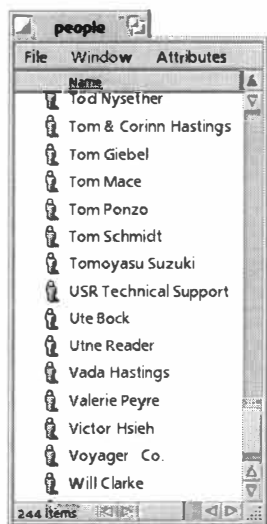 people
File Window Attributes
Name
Tod Nysether
Tom & Corinn Hastings
Tom Giebel
Tom Mace
Tom Ponzo
Tom Schmidt
Tomoyasu Suzuki
USR Technical Support
Ute Bock
Utne Reader
Vada Hastings
Valerie Peyre
Victor Hsieh
Voyager Co.
Will Clarke
244 items